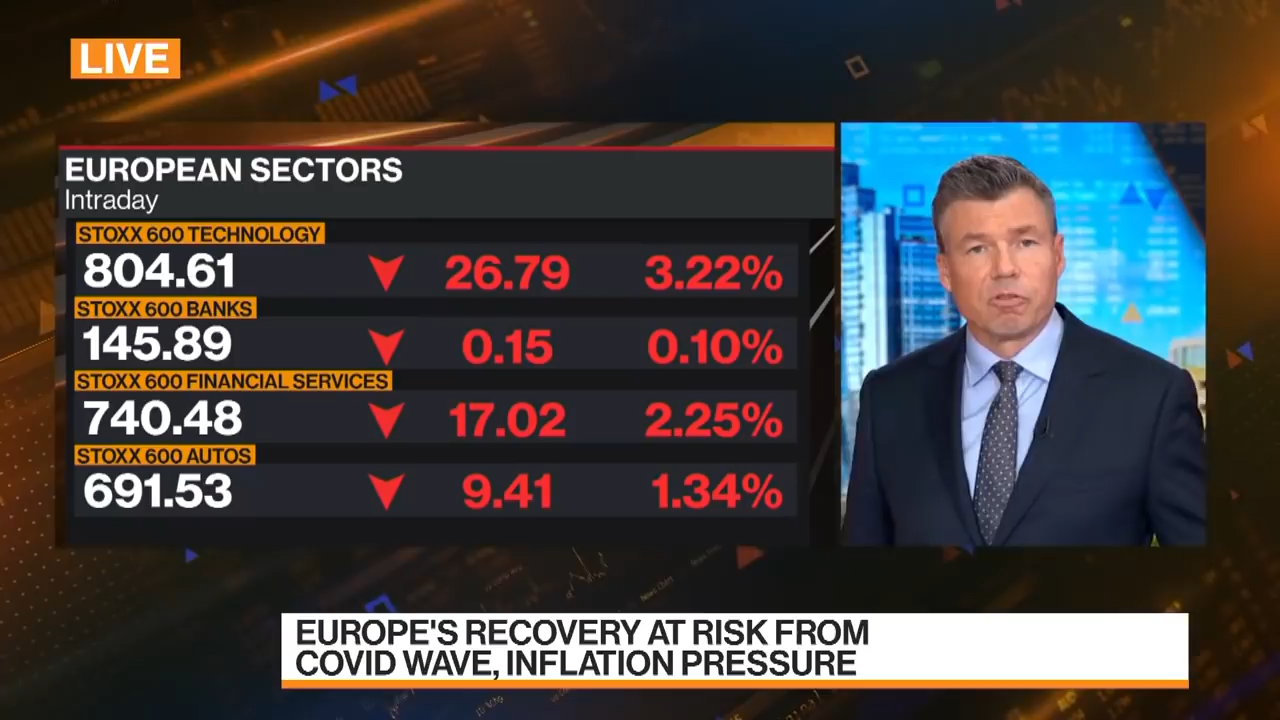 LIVE
EUROPEAN SECTORS
Intraday
STOXX 600 TECHNOLOGY
804.61 26.79 3.22%
STOXX 600 BANKS
145.89 0.15 0.10%
STOXX 600 FINANCIAL SERVICES
740.48 17.02 2.25%
STOXX 600 AUTOS
691.53 9.41 1.34%
EUROPE'S RECOVERY AT RISK FROM
COVID WAVE, INFLATION PRESSURE